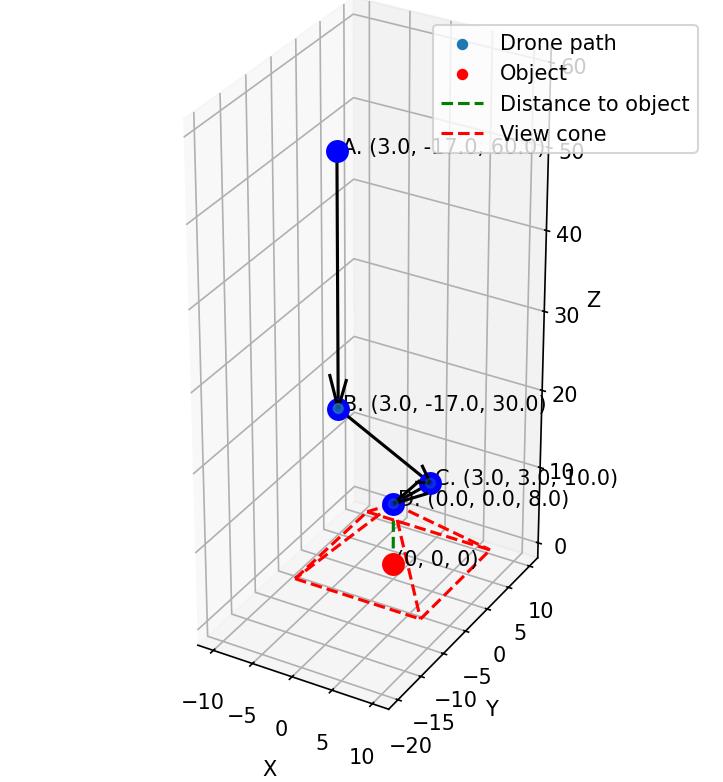 Drone path
Object
Distance to object
View cone
A. (3.0, -17.0, 60.0)
B. (3.0, -17.0, 30.0)
C. (3.0, 3.0, 10.0)
D. (0.0, 0.0, 8.0)
(0, 0, 0)
60
50
40
30
20
10
0
Z
10
5
0
−5
−10
−15
−20
Y
−10
−5
0
5
10
X